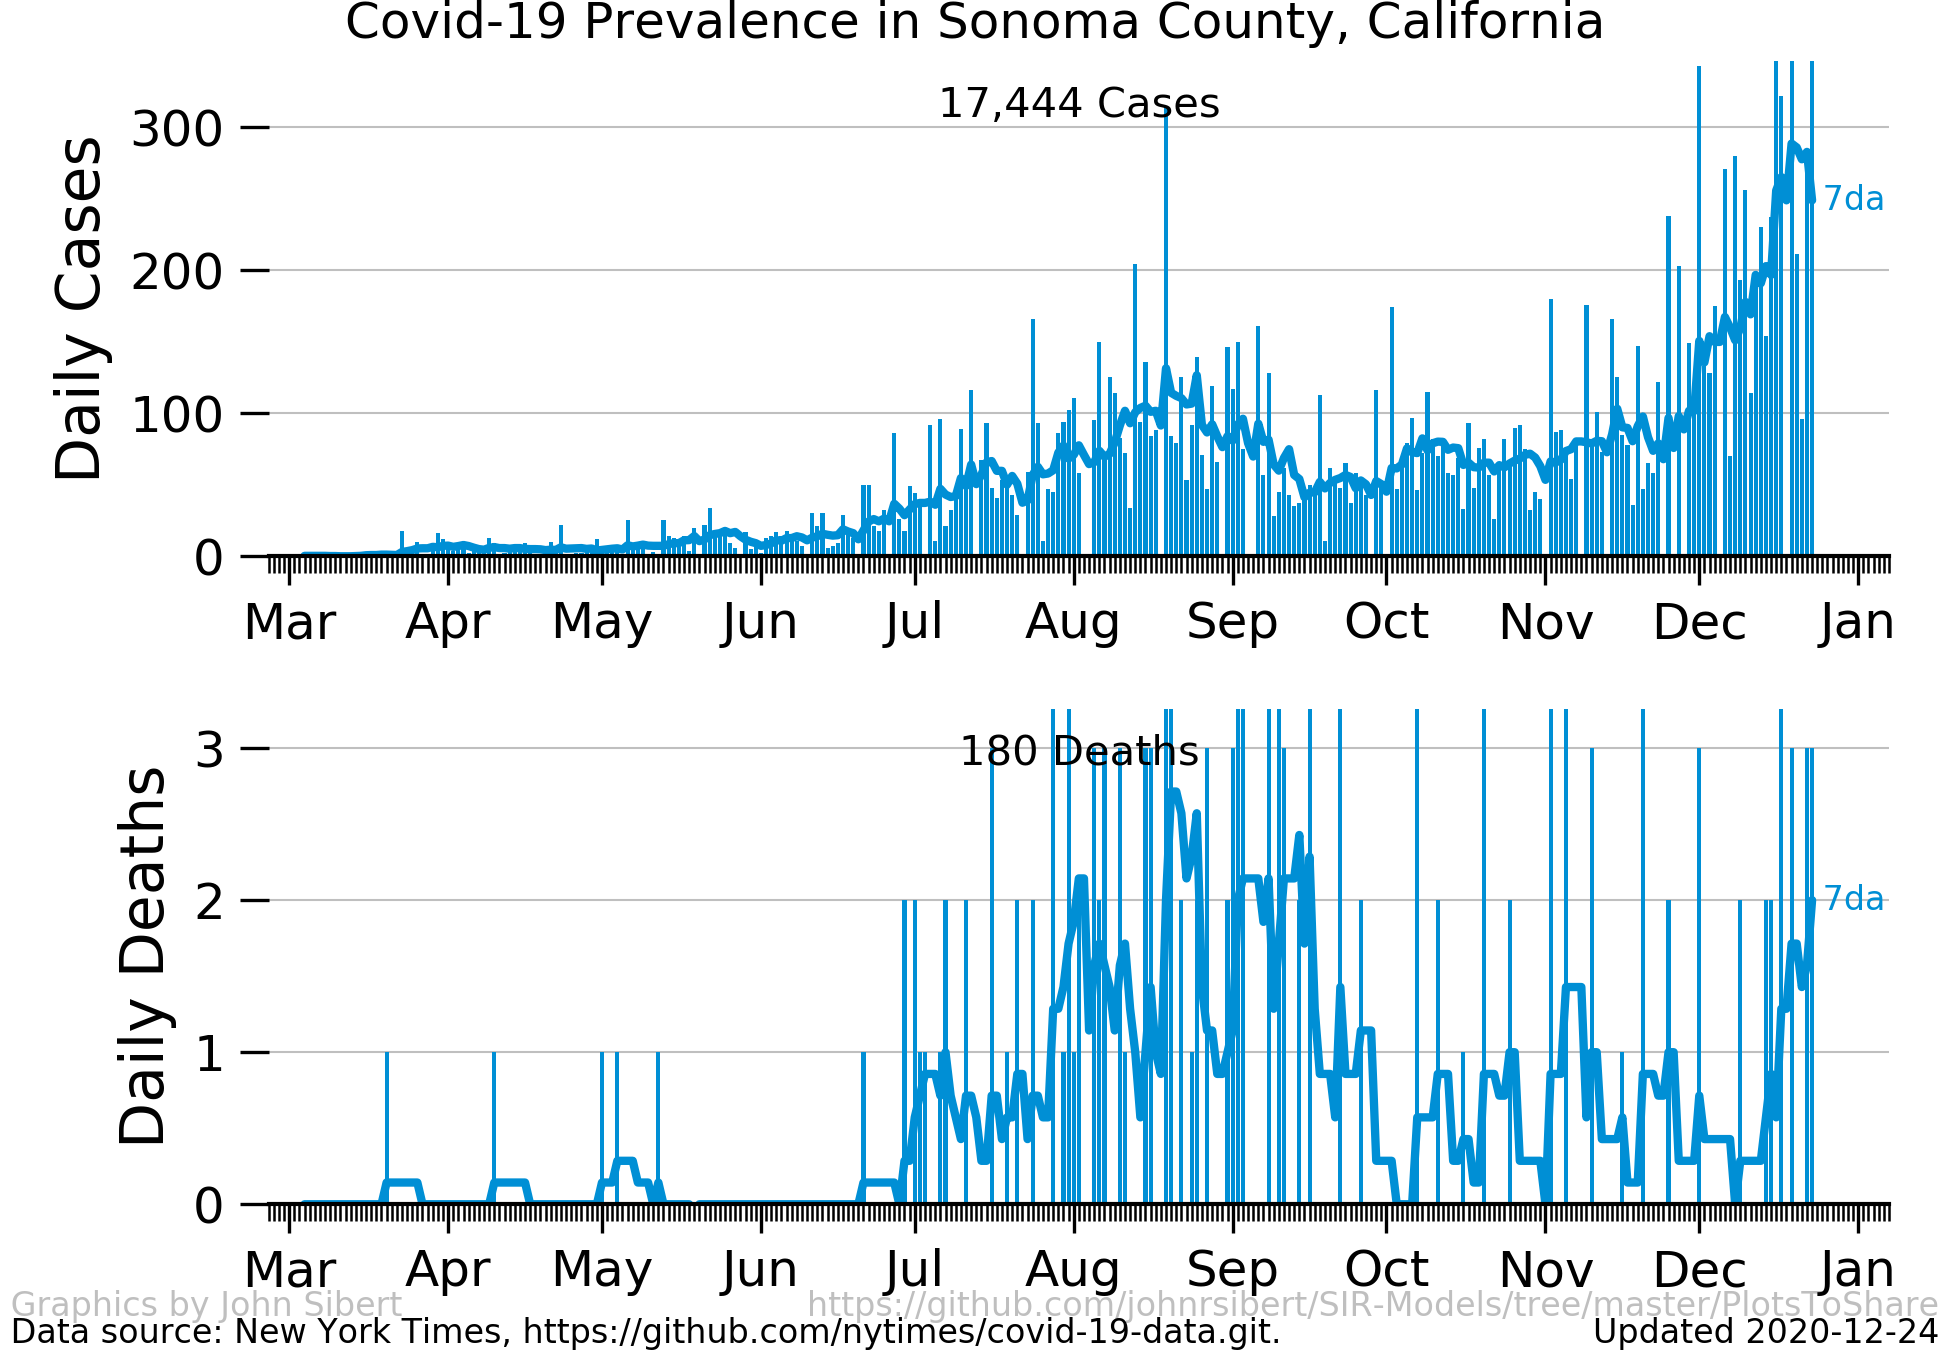 Covid-19 Prevalence in Sonoma County, California
17,444 Cases
Daily Cases
300
200
100
0
7da
Mar Apr May Jun Jul Aug Sep Oct Nov Dec Jan
180 Deaths
Daily Deaths
3
2
1
0
7da
Mar Apr May Jun Jul Aug Sep Oct Nov Dec Jan
Graphics by John Sibert https://github.com/johnrsibert/SIR-Models/tree/master/PlotsToShare
Data source: New York Times, https://github.com/nytimes/covid-19-data.git. Updated 2020-12-24